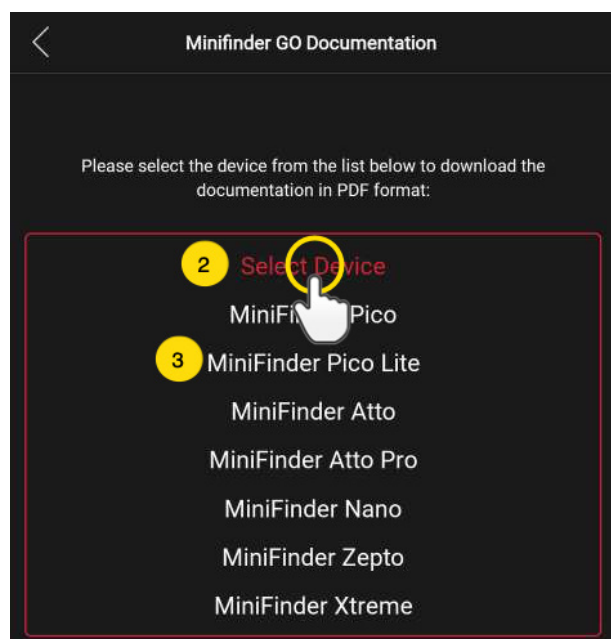 Minifinder GO Documentation
Please select the device from the list below to download the
documentation in PDF format:
2 Select Device
MiniFi Pico
3 MiniFinder Pico Lite
MiniFinder Atto
MiniFinder Atto Pro
MiniFinder Nano
MiniFinder Zepto
MiniFinder Xtreme